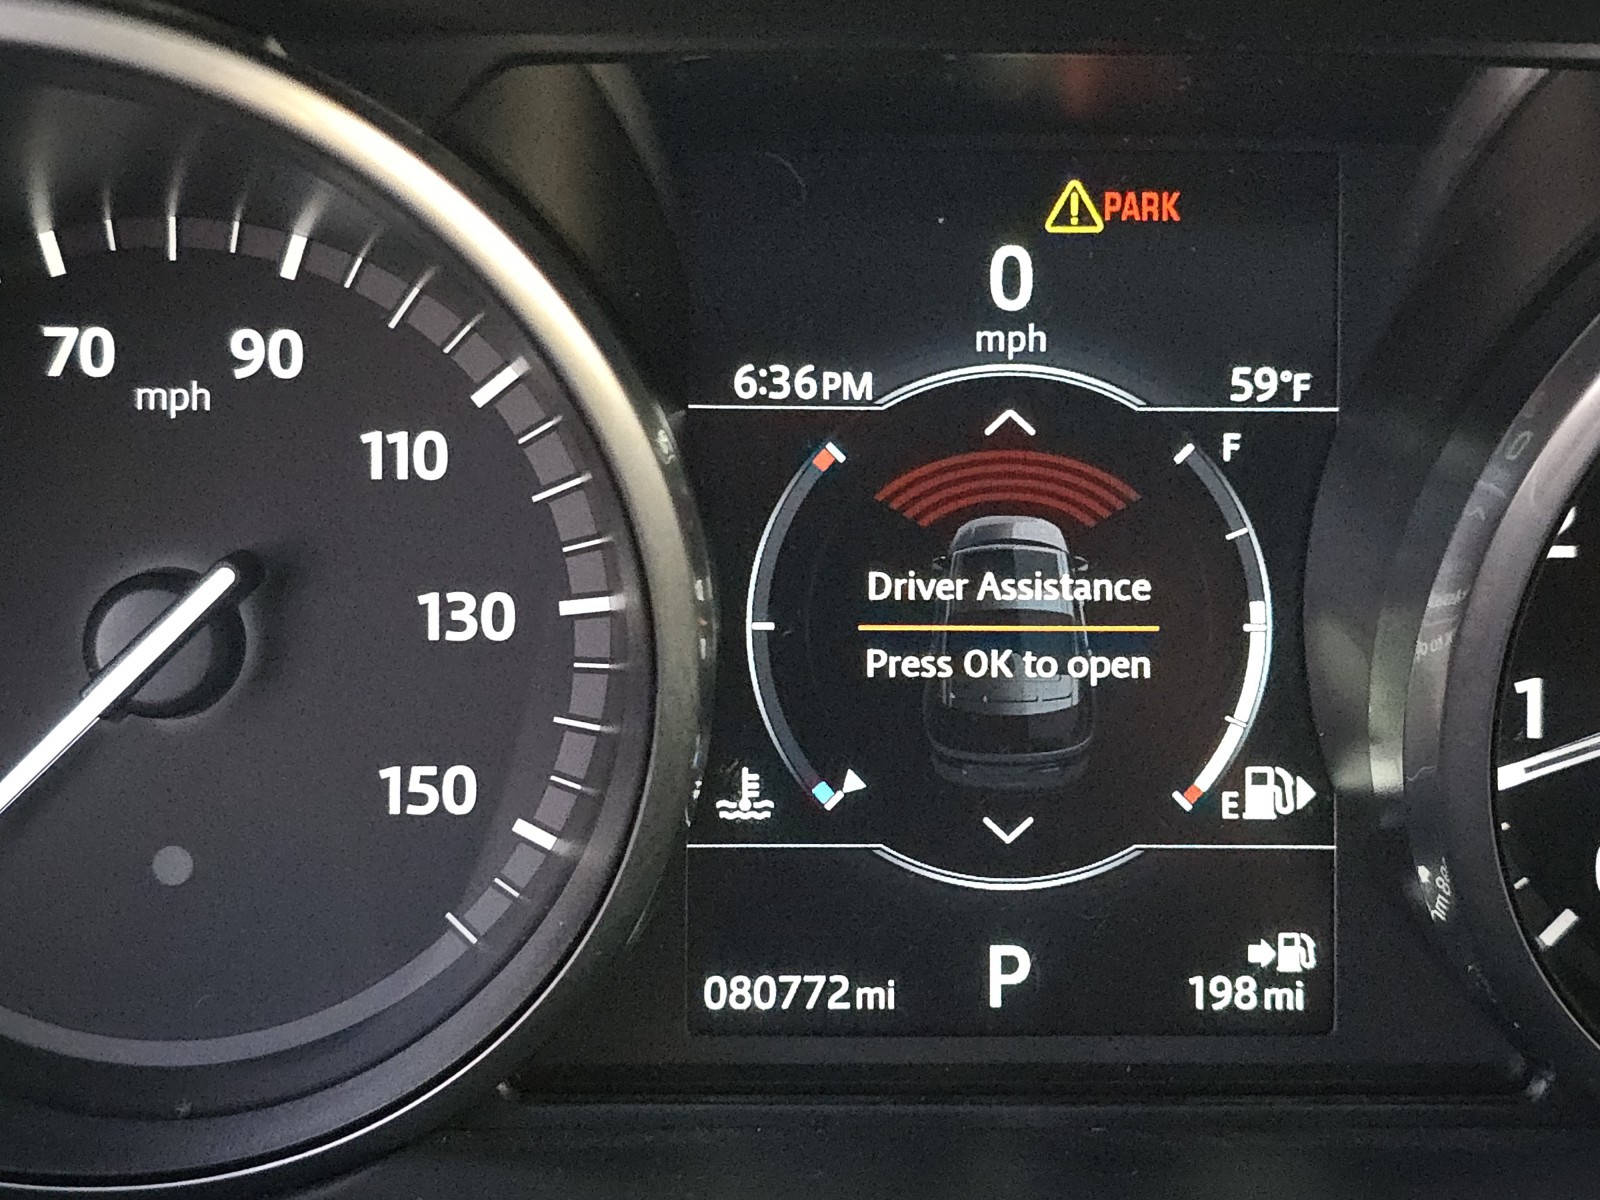 PARK
0
mph
6:36PM
59°F
70
90
mph
110
130
150
F
Driver Assistance
Press OK to open
E
2
1
080772mi
P
198mi